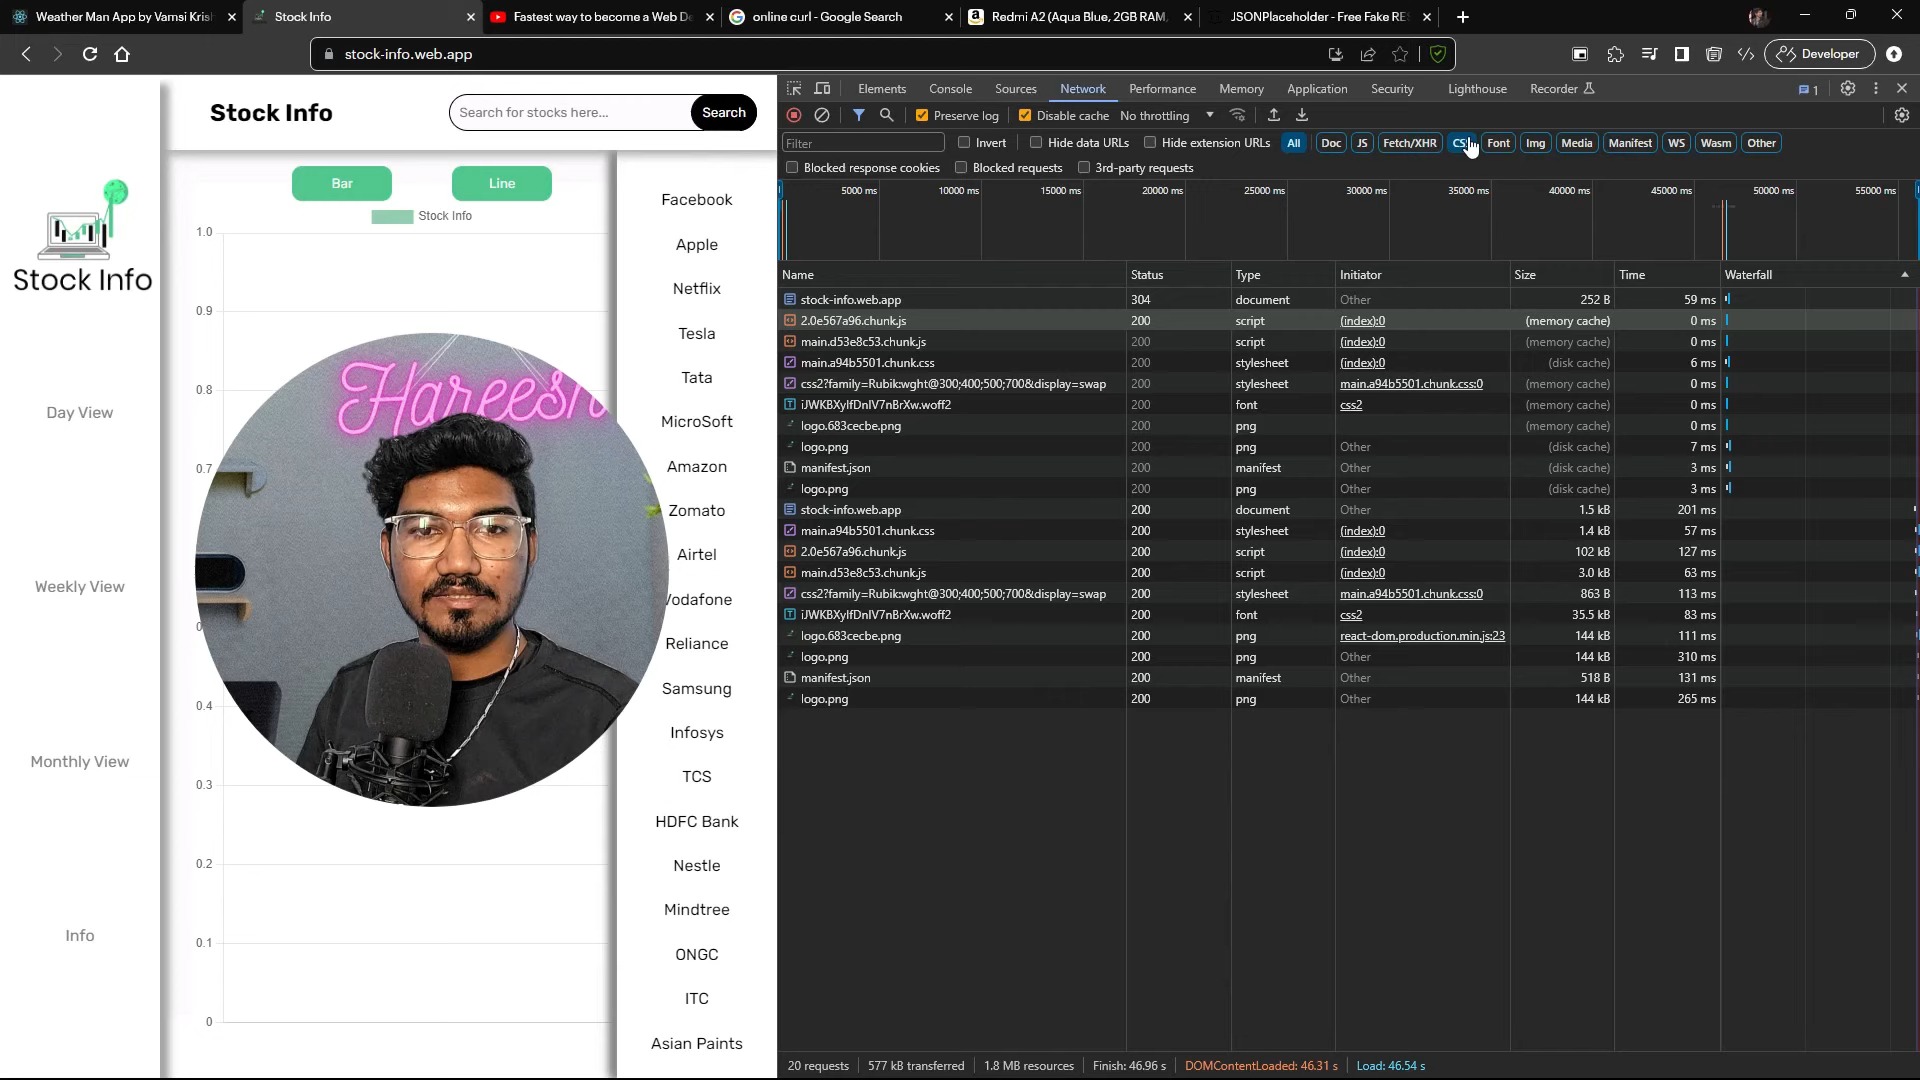 Weather Man App by Vamsi Krish
Stock Info
Fastest way to become a Web De
online curl - Google Search
Redmi A2 (Aqua Blue, 2GB RAM,
JSONPlaceholder - Free Fake RES
stock-info.web.app
Developer
Stock Info
Search for stocks here...
Search
Bar
Line
Stock Info
1.0
0.9
0.8
0.7
0.4
0.3
0.2
0.1
0
Stock Info
Day View
Weekly View
Monthly View
Info
Hareesh
Facebook
Apple
Netflix
Tesla
Tata
MicroSoft
Amazon
Zomato
Airtel
Vodafone
Reliance
Samsung
Infosys
TCS
HDFC Bank
Nestle
Mindtree
ONGC
ITC
Asian Paints
Elements Console Sources Network Performance Memory Application Security Lighthouse Recorder 1
Preserve log Disable cache No throttling
Filter Invert Hide data URLs Hide extension URLs All Doc JS Fetch/XHR CSS Font Img Media Manifest WS Wasm Other
Blocked response cookies Blocked requests 3rd-party requests
5000 ms 10000 ms 15000 ms 20000 ms 25000 ms 30000 ms 35000 ms 40000 ms 45000 ms 50000 ms 55000 ms
Name Status Type Initiator Size Time Waterfall
stock-info.web.app 304 document Other 252 B 59 ms
2.0e567a96.chunk.js 200 script (index):0 (memory cache) 0 ms
main.d53e8c53.chunk.js 200 script (index):0 (memory cache) 0 ms
main.a94b5501.chunk.css 200 stylesheet (index):0 (disk cache) 6 ms
css2?family=Rubik:wght@300;400;500;700&display=swap 200 stylesheet main.a94b5501.chunk.css:0 (memory cache) 0 ms
iJWKBXyIfDnIV7nBrXw.woff2 200 font css2 (memory cache) 0 ms
logo.683cecbe.png 200 png (memory cache) 0 ms
logo.png 200 png Other (disk cache) 7 ms
manifest.json 200 manifest Other (disk cache) 3 ms
logo.png 200 png Other (disk cache) 3 ms
stock-info.web.app 200 document Other 1.5 kB 201 ms
main.a94b5501.chunk.css 200 stylesheet (index):0 1.4 kB 57 ms
2.0e567a96.chunk.js 200 script (index):0 102 kB 127 ms
main.d53e8c53.chunk.js 200 script (index):0 3.0 kB 63 ms
css2?family=Rubik:wght@300;400;500;700&display=swap 200 stylesheet main.a94b5501.chunk.css:0 863 B 113 ms
iJWKBXyIfDnIV7nBrXw.woff2 200 font css2 35.5 kB 83 ms
logo.683cecbe.png 200 png react-dom.production.min.js:23 144 kB 111 ms
logo.png 200 png Other 144 kB 310 ms
manifest.json 200 manifest Other 518 B 131 ms
logo.png 200 png Other 144 kB 265 ms
20 requests 577 kB transferred 1.8 MB resources Finish: 46.96 s DOMContentLoaded: 46.31 s Load: 46.54 s